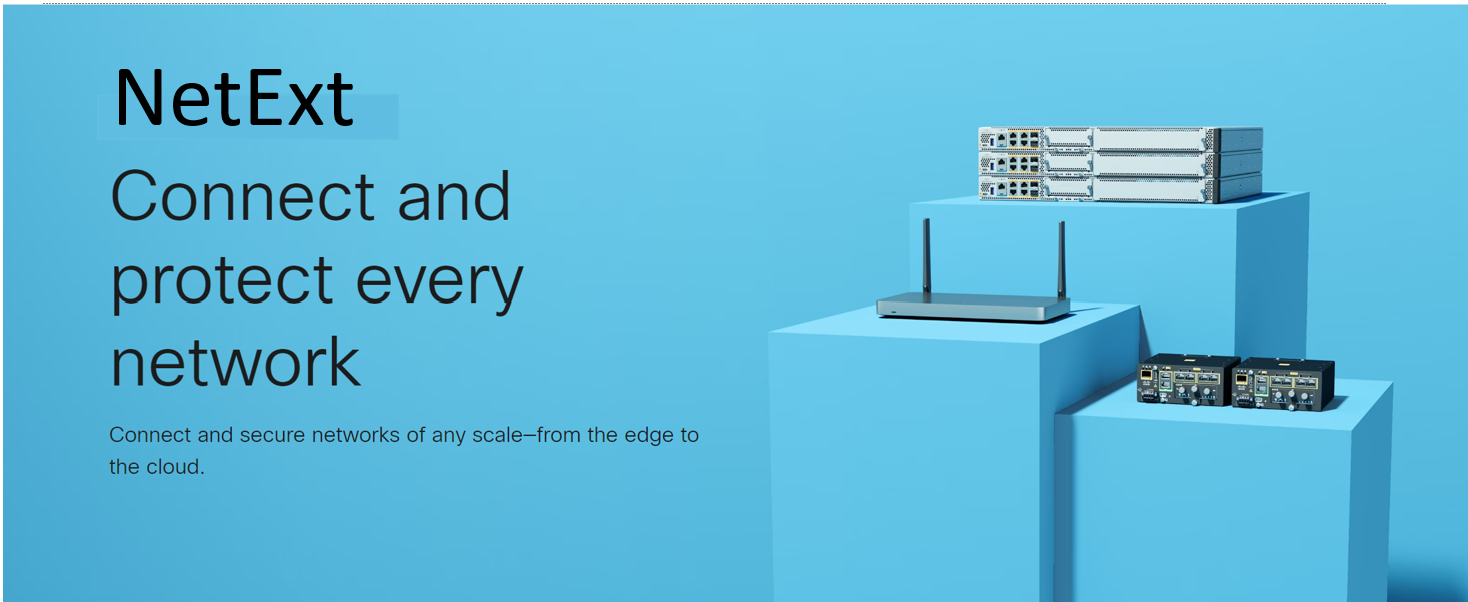 NetExt
Connect and
protect every
network
Connect and secure networks of any scale—from the edge to
the cloud.